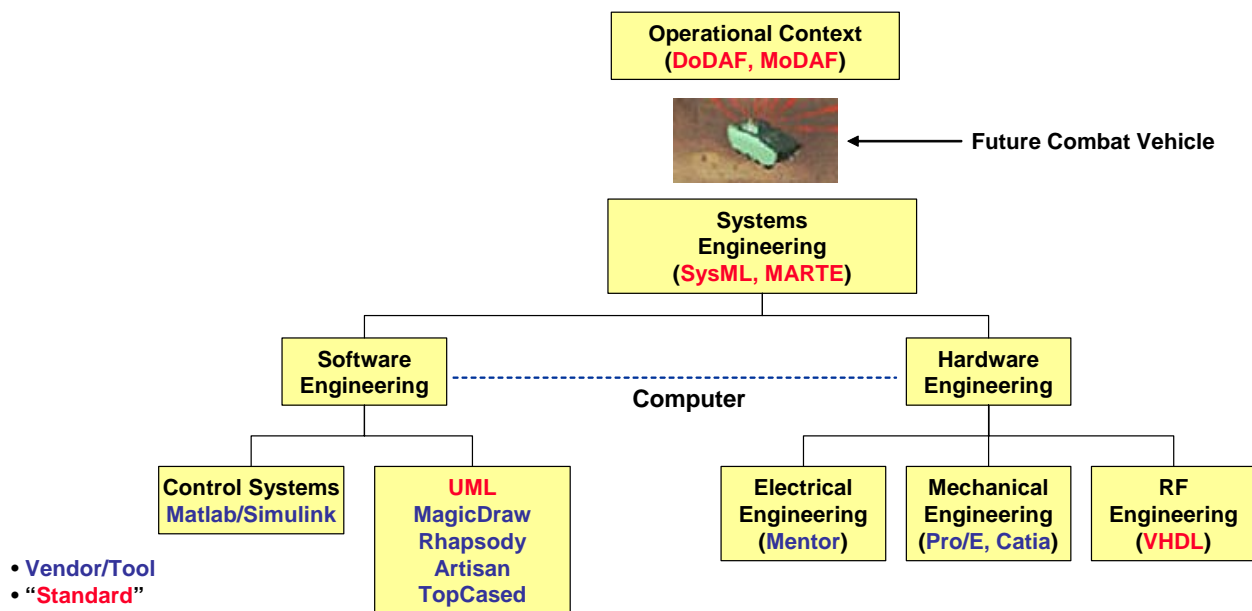 Operational Context
(DoDAF, MoDAF)
Future Combat Vehicle
Systems
Engineering
(SysML, MARTE)
Software
Engineering
Computer
Hardware
Engineering
Control Systems
Matlab/Simulink
UML
MagicDraw
Rhapsody
Artisan
TopCased
Electrical
Engineering
(Mentor)
Mechanical
Engineering
(Pro/E, Catia)
RF
Engineering
(VHDL)
• Vendor/Tool
• “Standard”